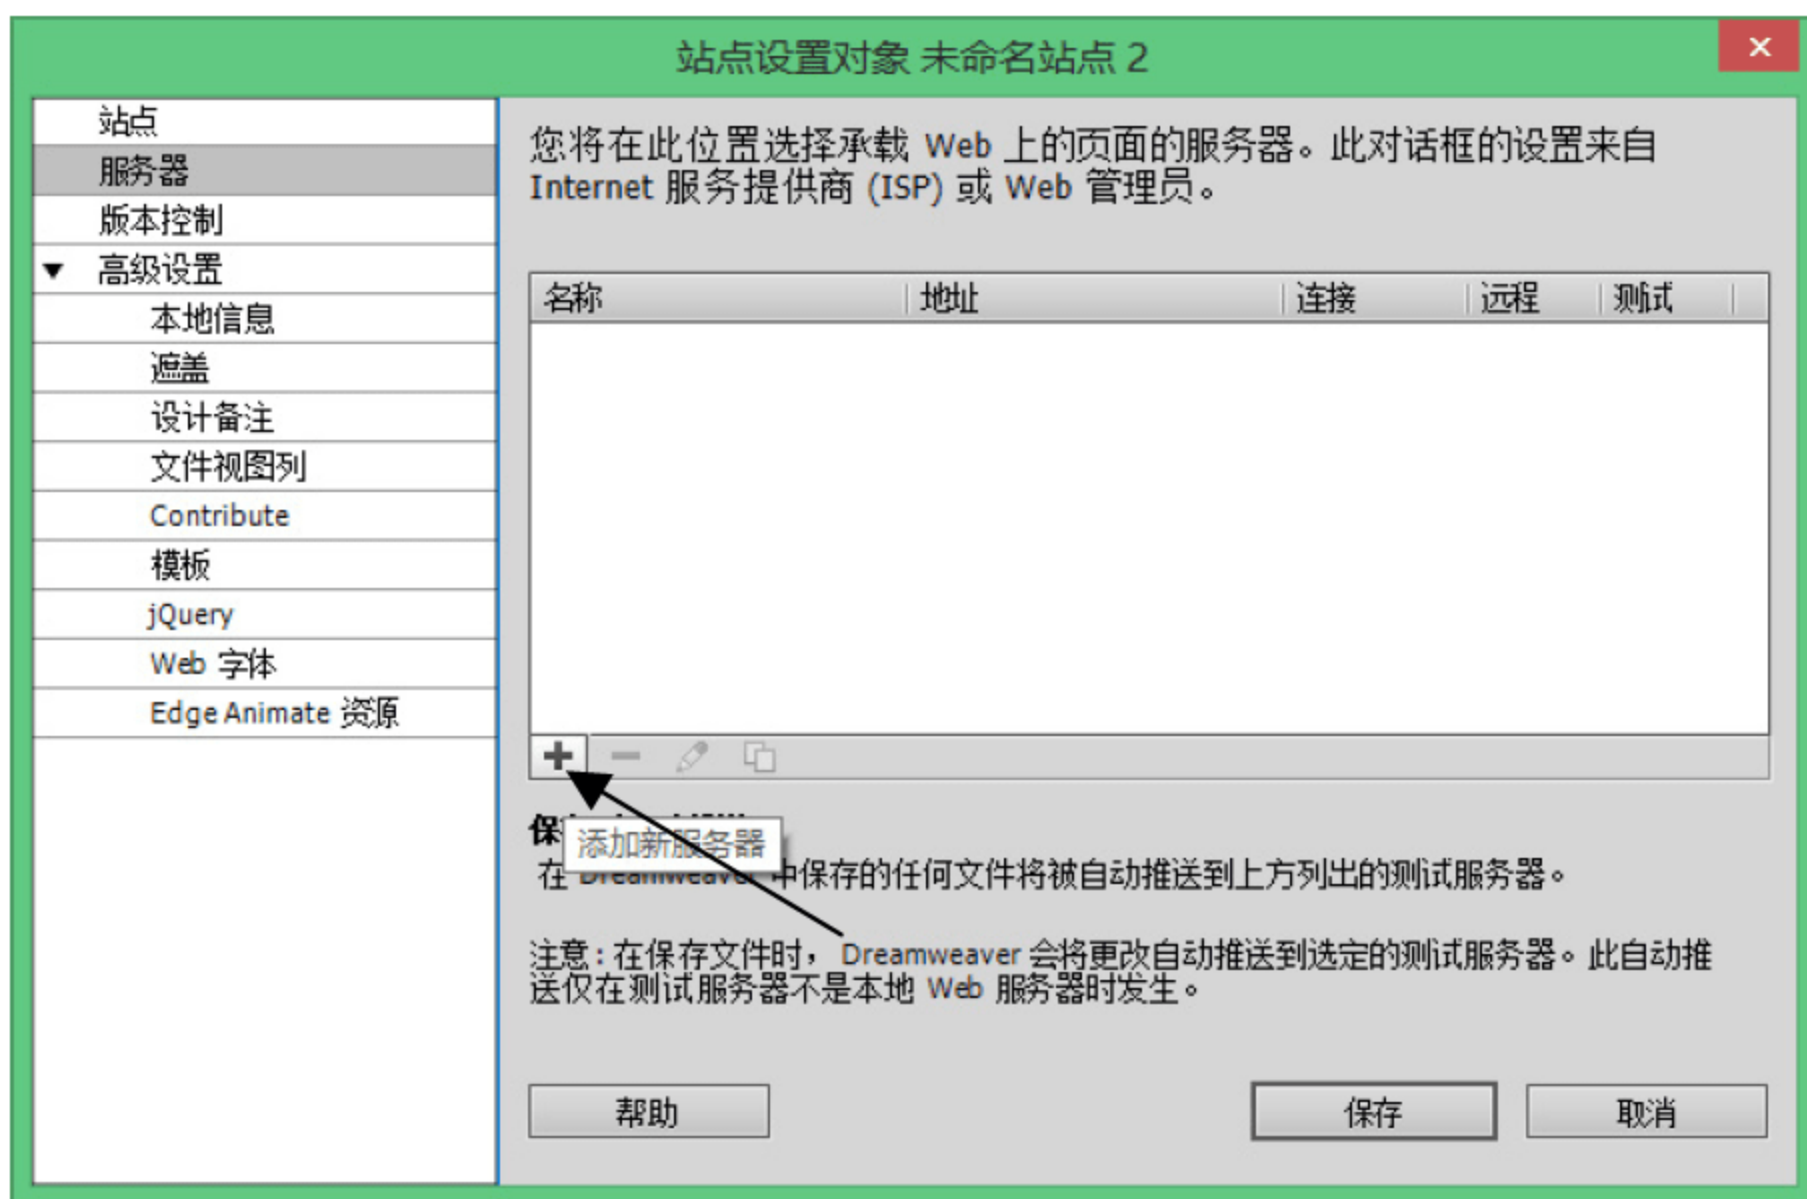 站点设置对象 未命名站点 2
站点
服务器
版本控制
高级设置
本地信息
遮盖
设计备注
文件视图列
Contribute
模板
jQuery
Web 字体
Edge Animate 资源
您将在此位置选择承载 Web 上的页面的服务器。此对话框的设置来自
Internet 服务提供商 (ISP) 或 Web 管理员。
名称 地址 连接 远程 测试
保
添加新服务器
在 Dreamweaver 中保存的任何文件将被自动推送到上方列出的测试服务器。
注意：在保存文件时， Dreamweaver 会将更改自动推送到选定的测试服务器。此自动推
送仅在测试服务器不是本地 Web 服务器时发生。
帮助 保存 取消